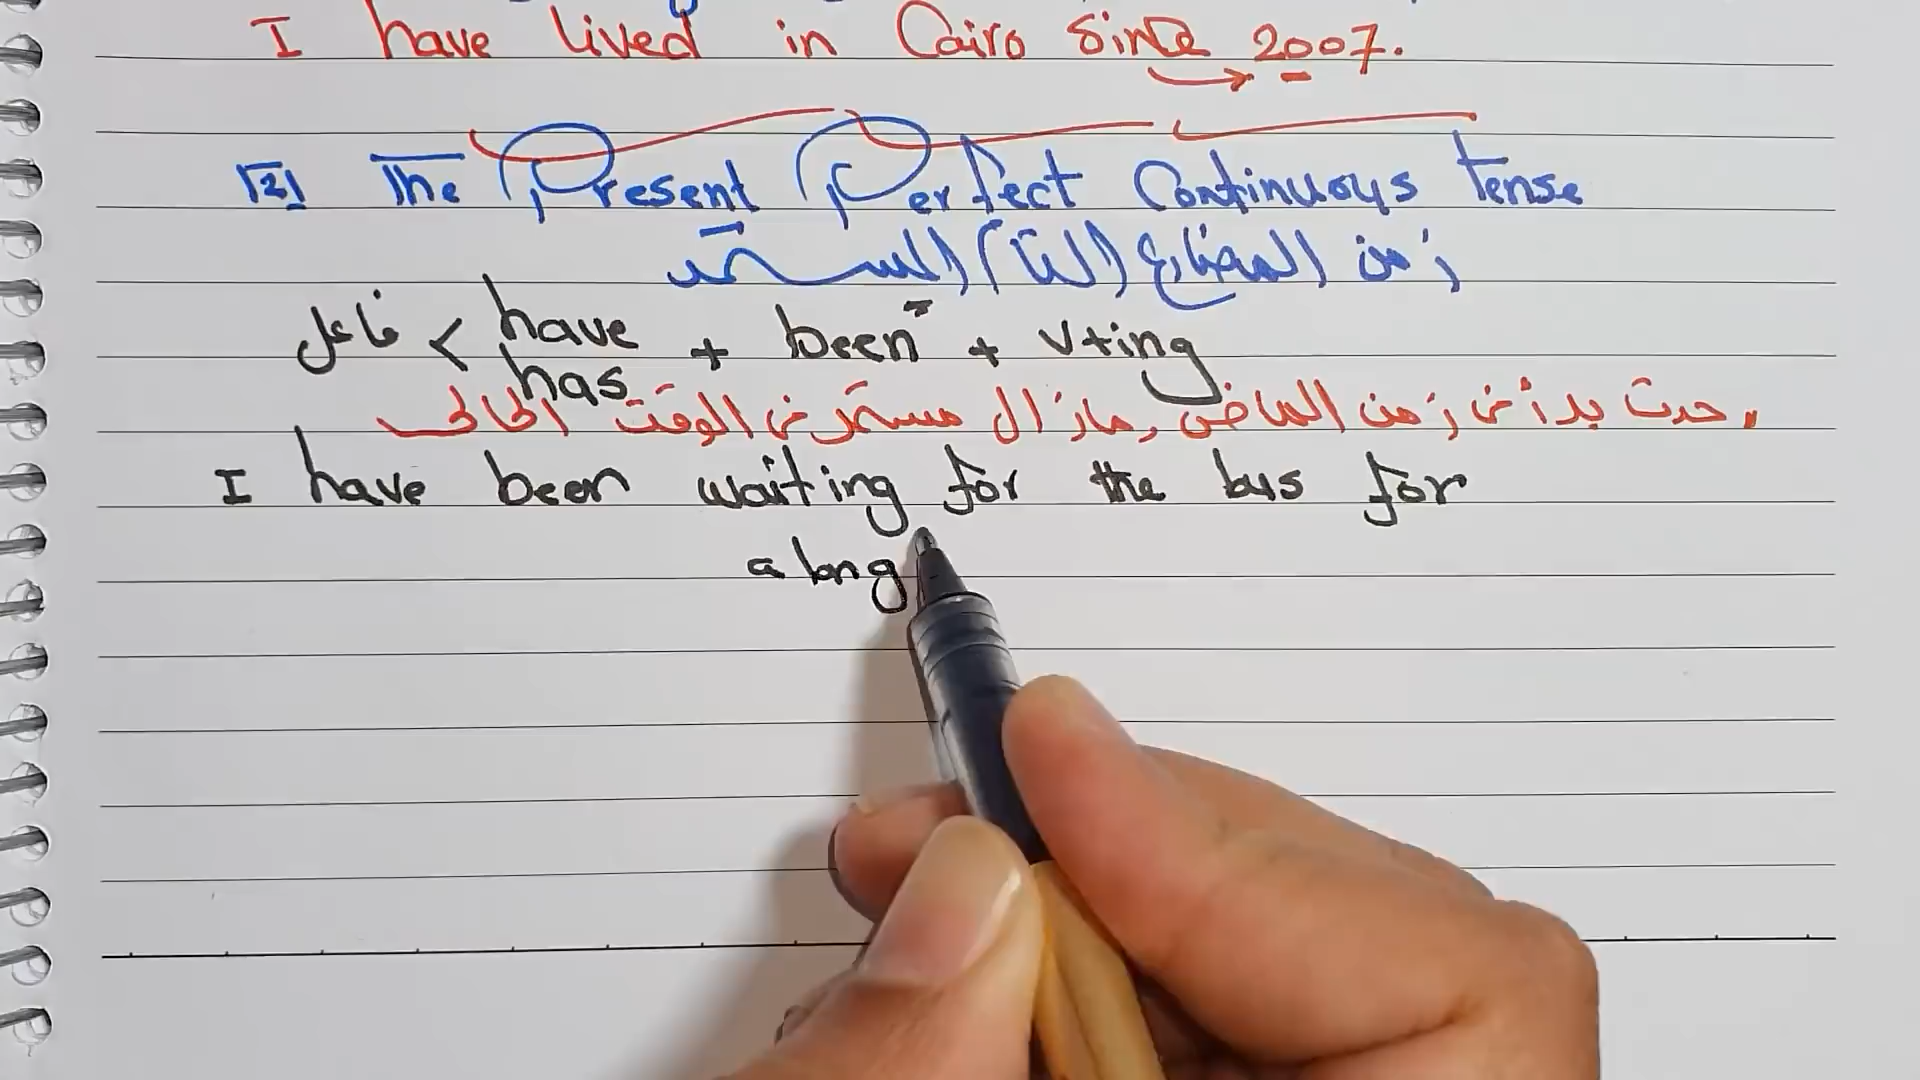 I have lived in Cairo Since 2007.
[2] The Present Perfect Continuous tense
زمن المضارع (التام) المستمر
فاعل < have has + been + v+ing
. حدث بدأ في زمن الماضي ومازال مستمر في الوقت الحالي
I have been waiting for the bus for
a long